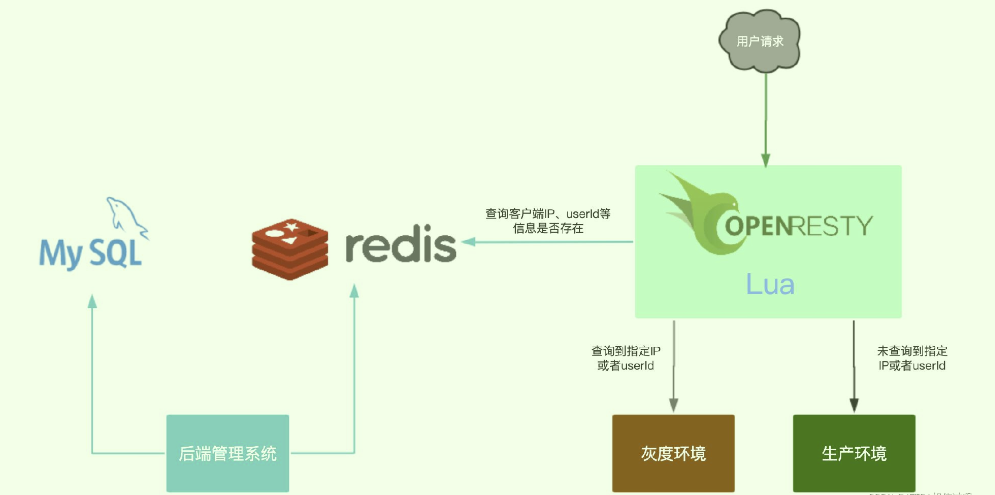 用户请求
OPENRESTY
Lua
查询客户端IP、userId等
信息是否存在
redis
MySQL
查询到指定IP
或者userId
未查询到指定
IP或者userId
后端管理系统
灰度环境
生产环境